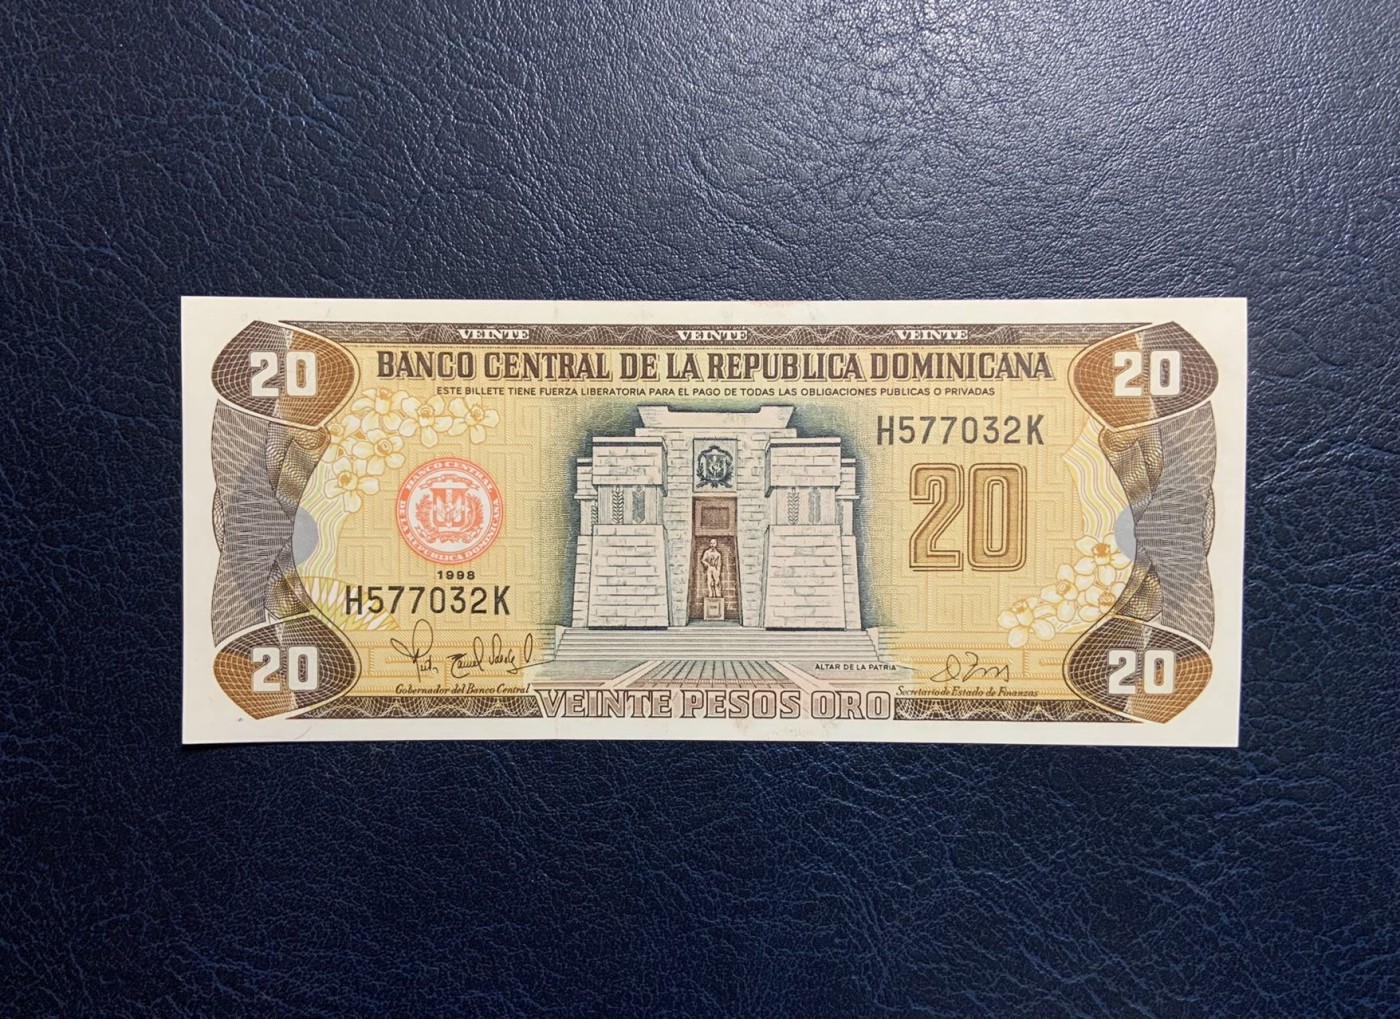 VEINTE VEINTE VEINTE
20 BANCO CENTRAL DE LA REPUBLICA DOMINICANA 20
ESTE BILLETE TIENE FUERZA LIBERATORIA PARA EL PAGO DE TODAS LAS OBLIGACIONES PUBLICAS O PRIVADAS
H577032K
20
BANCO CENTRAL DE LA REPUBLICA DOMINICANA
1998
H577032K
ALTAR DE LA PATRIA
20 20
Gobernador del Banco Central
Secretario de Estado de Finanzas
VEINTE PESOS ORO